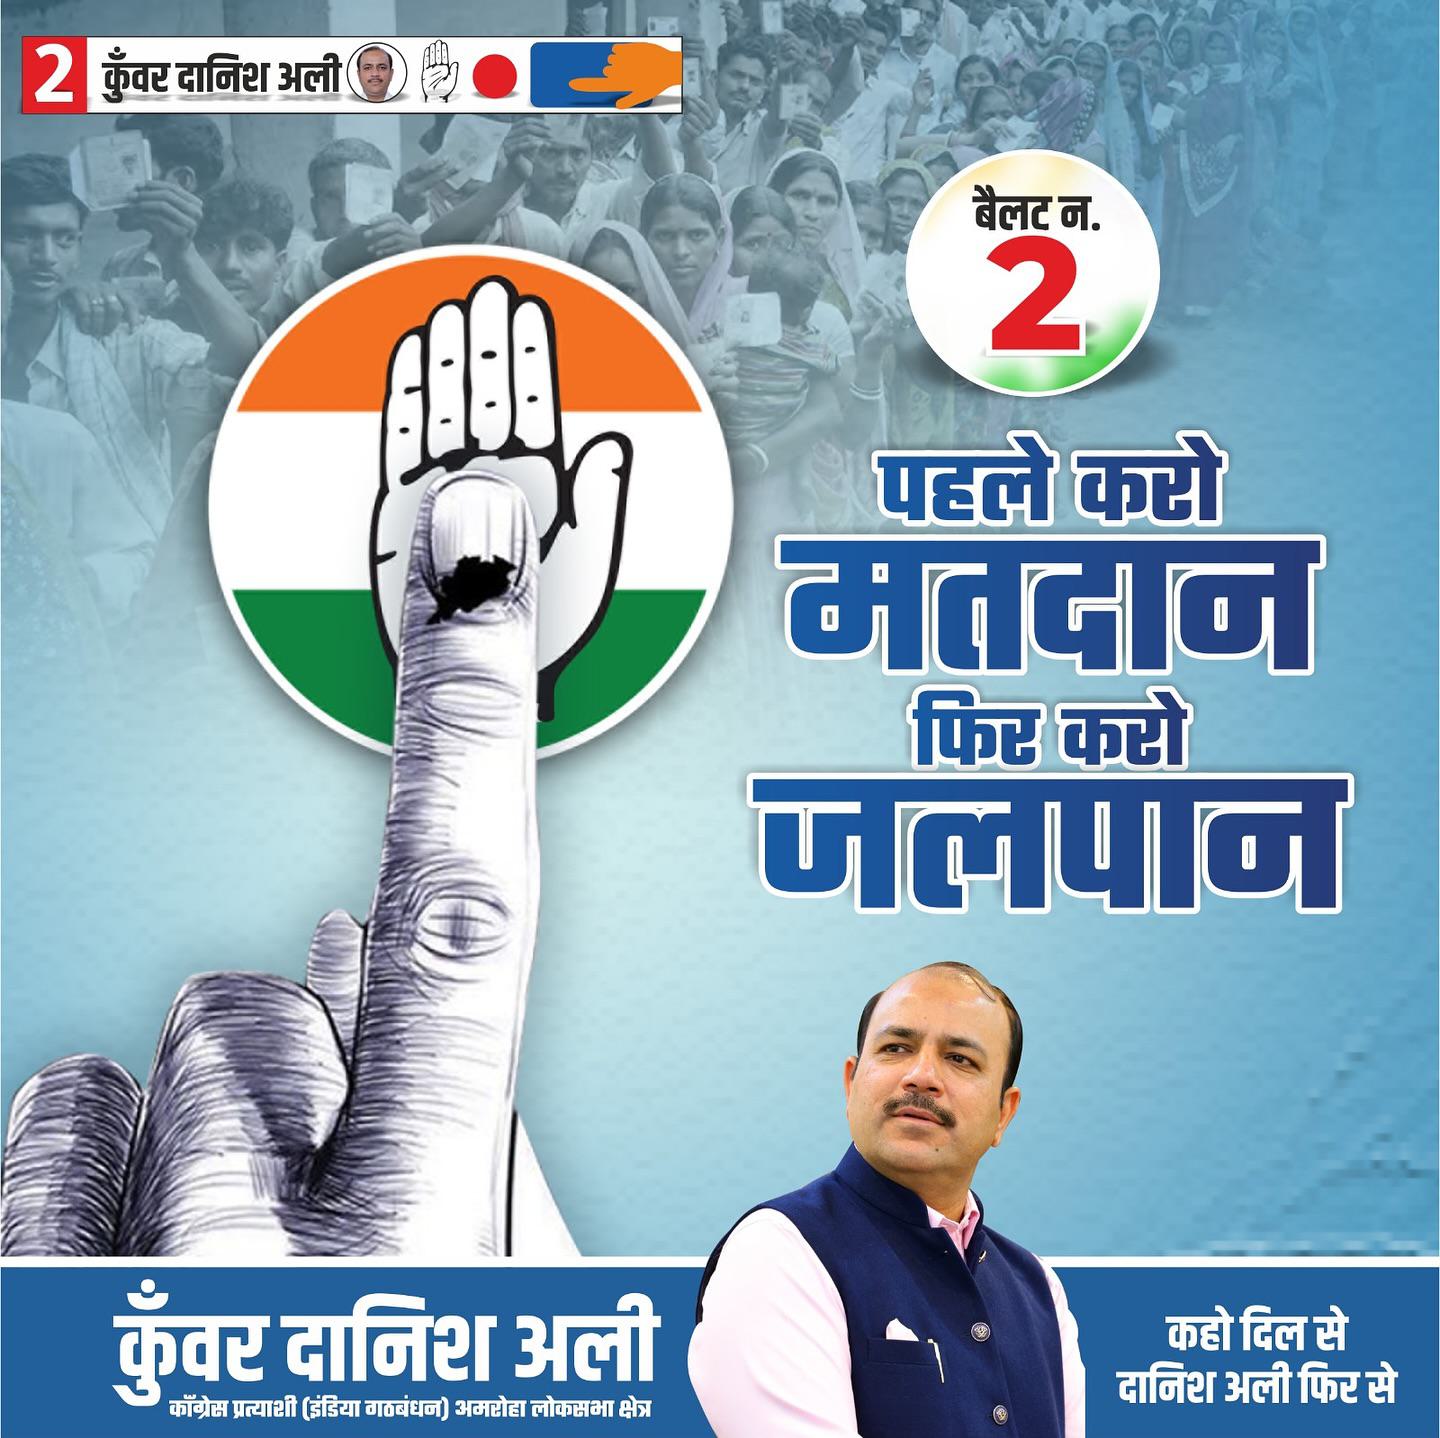 2 कुँवर दानिश अली
बैलट न.
2
पहले करो
मतदान
फिर करो
जलपान
कुँवर दानिश अली
काँग्रेस प्रत्याशी (इंडिया गठबंधन) अमरोहा लोकसभा क्षेत्र
कहो दिल से
दानिश अली फिर से